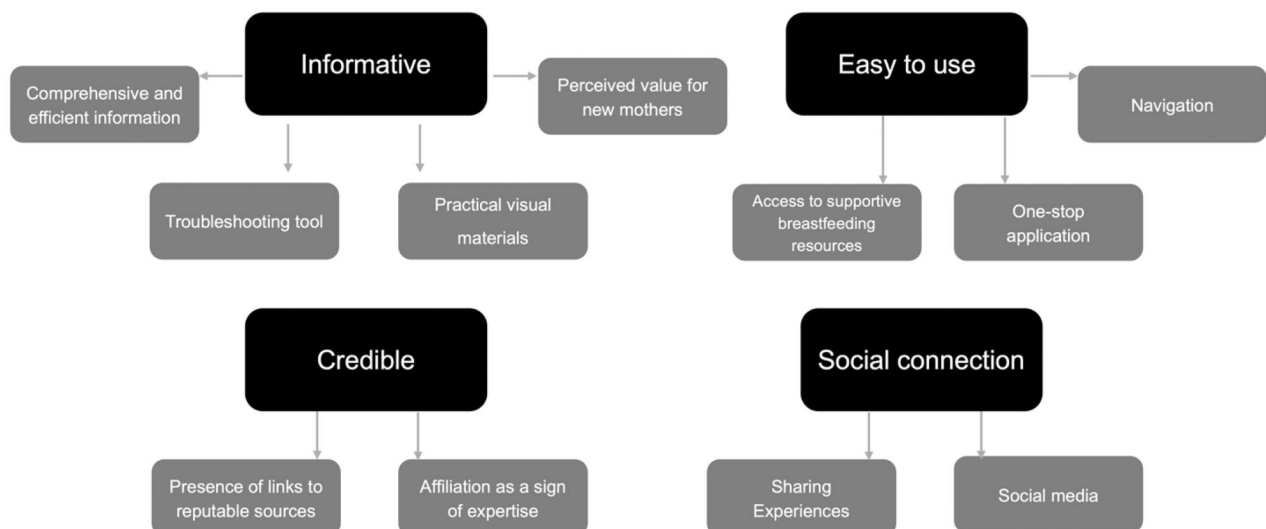 Informative
Comprehensive and
efficient information
Troubleshooting tool
Practical visual
materials
Perceived value for
new mothers
Easy to use
Access to supportive
breastfeeding
resources
One-stop
application
Navigation
Credible
Presence of links to
reputable sources
Affiliation as a sign
of expertise
Social connection
Sharing
Experiences
Social media